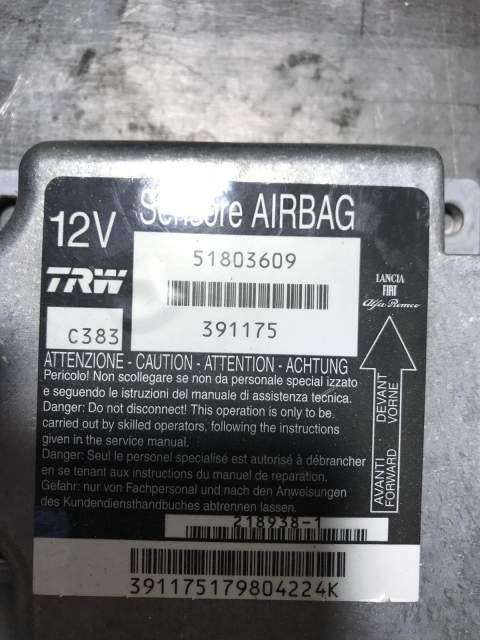 12V Sensore AIRBAG
TRW
51803609
C383
391175
LANCIA
FIAT
Alfa Romeo
AVANTI DEVANT
FORWARD VORNE
ATTENZIONE - CAUTION - ATTENTION - ACHTUNG
Pericolo! Non scollegare se non da personale special izzato
e seguendo le istruzioni del manuale di assistenza tecnica.
Danger: Do not disconnect! This operation is only to be
carried out by skilled operators, following the instructions
given in the service manual.
Danger: Seul le personel spécialisé est autorisé à débrancher
en se tenant aux instructions du manuel de reparation.
Gefahr: nur von Fachpersonal und nach den Anweisungen
des Kundendiensthandbuches abtrennen lassen.
218938-1
391175179804224K